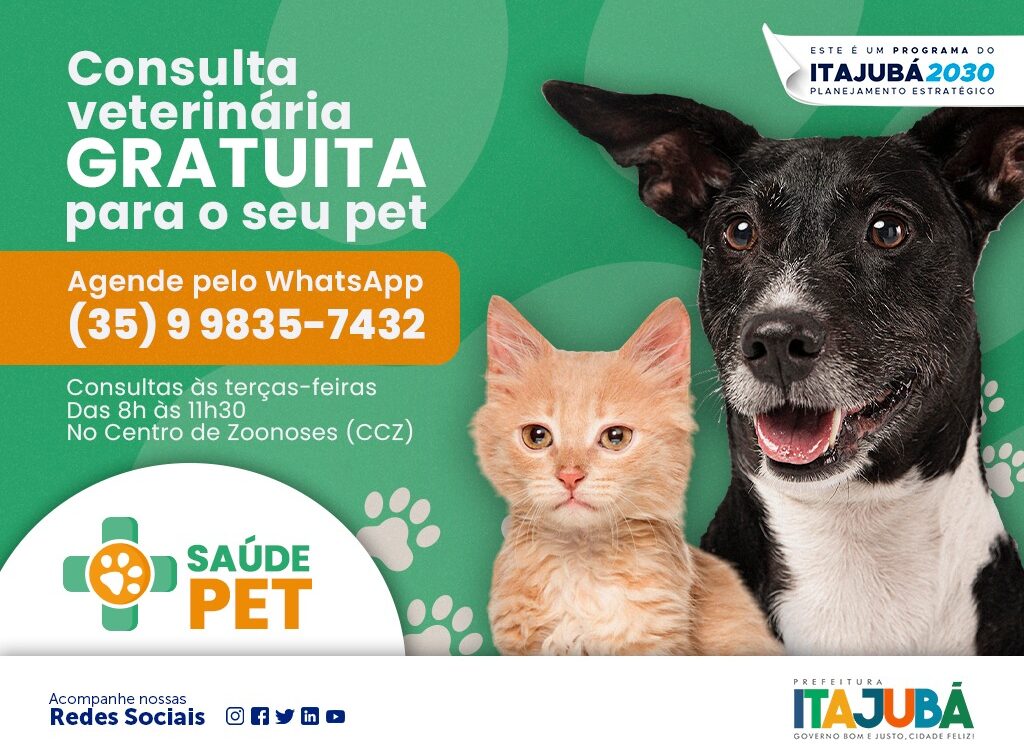 Consulta
veterinária
GRATUITA
para o seu pet
ESTE É UM PROGRAMA DO
ITAJUBÁ2030
PLANEJAMENTO ESTRATÉGICO
Agende pelo WhatsApp
(35) 9 9835-7432
Consultas às terças-feiras
Das 8h às 11h30
No Centro de Zoonoses (CCZ)
SAÚDE
PET
Acompanhe nossas
Redes Sociais
PREFEITURA
ITAJUBÁ
GOVERNO BOM E JUSTO, CIDADE FELIZ!